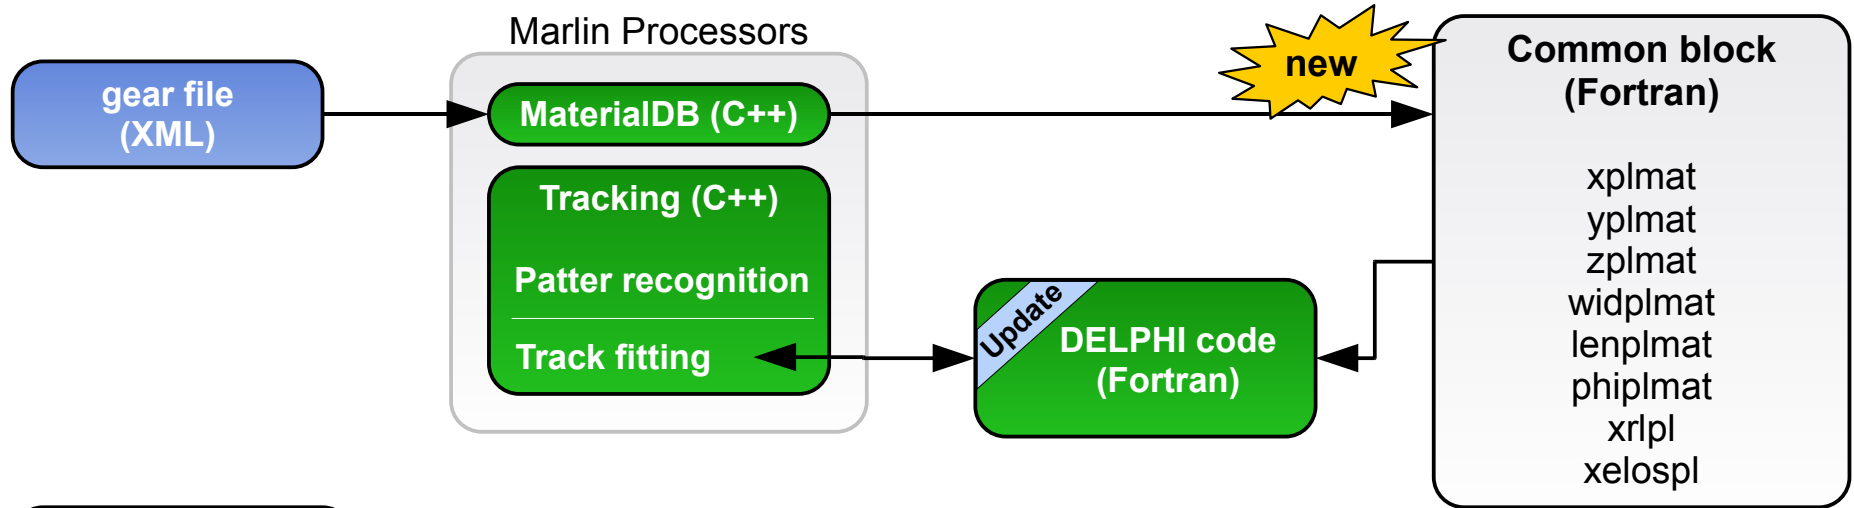 Marlin Processors
gear file
(XML)
MaterialDB (C++)
new
Common block
(Fortran)
Tracking (C++)
Patter recognition
Track fitting
Update
DELPHI code
(Fortran)
xplmat
yplmat
zplmat
widplmat
lenplmat
phiplmat
xrlpl
xelospl